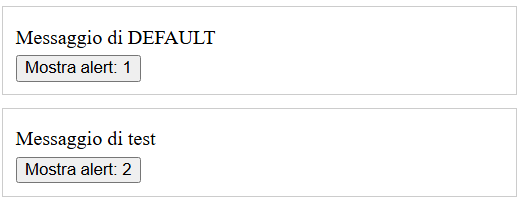 Messaggio di DEFAULT
Mostra alert: 1
Messaggio di test
Mostra alert: 2